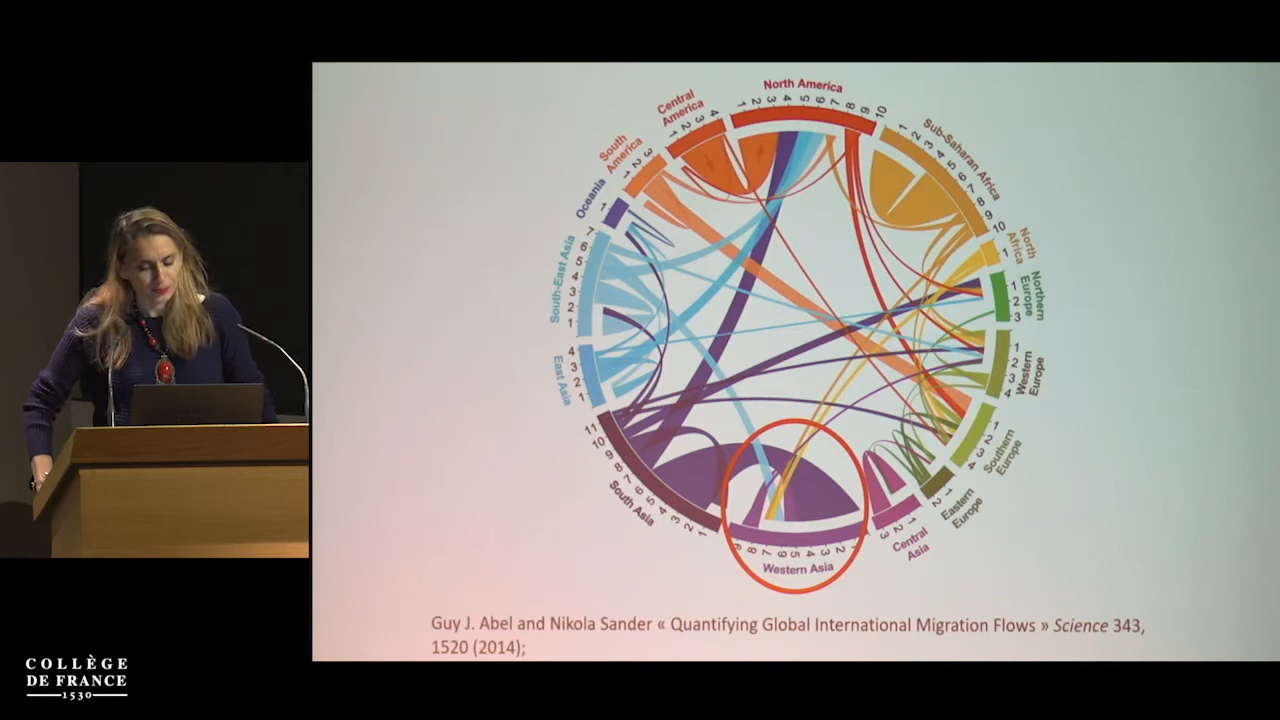 North America
Central
America
South
America
Oceania
South-East Asia
East Asia
South Asia
Western Asia
Central
Asia
Eastern
Europe
Southern
Europe
Western
Europe
Northern
Europe
North
Africa
Sub-Saharan Africa
Guy J. Abel and Nikola Sander « Quantifying Global International Migration Flows » Science 343,
1520 (2014);
COLLÈGE
DE FRANCE
1530